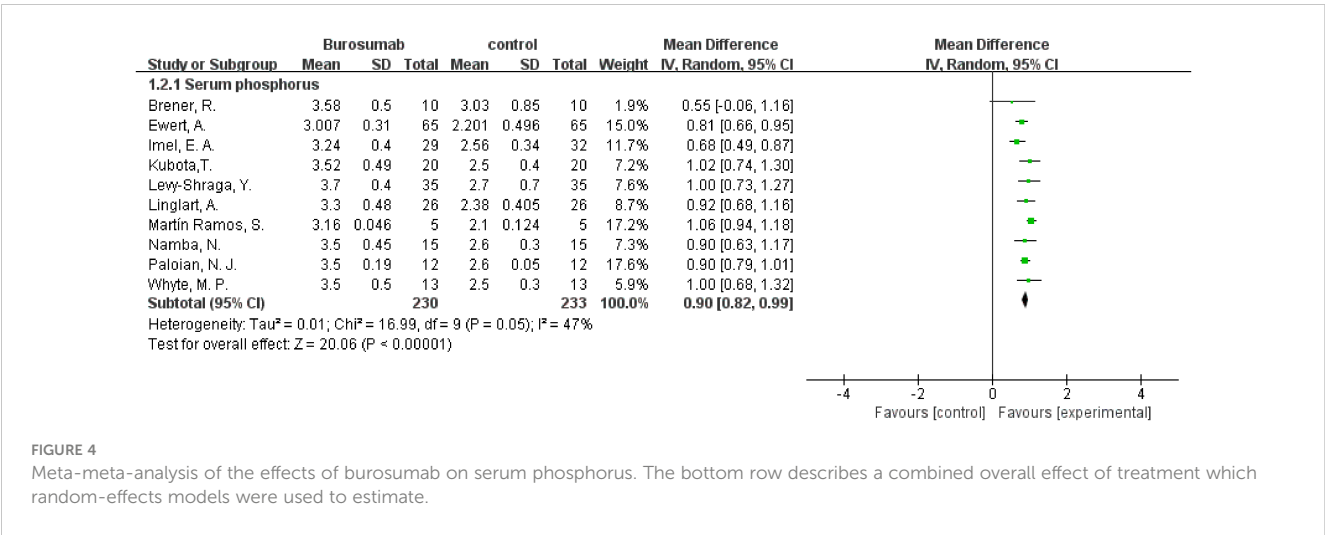 Burosumab control Mean Difference Mean Difference
Study or Subgroup Mean SD Total Mean SD Total Weight IV, Random, 95% CI IV, Random, 95% CI
1.2.1 Serum phosphorus
Brener, R. 3.58 0.5 10 3.03 0.85 10 1.9% 0.55 [-0.06, 1.16]
Ewert, A. 3.007 0.31 65 2.201 0.496 65 15.0% 0.81 [0.66, 0.95]
Imel, E. A. 3.24 0.4 29 2.56 0.34 32 11.7% 0.68 [0.49, 0.87]
Kubota,T. 3.52 0.49 20 2.5 0.4 20 7.2% 1.02 [0.74, 1.30]
Levy-Shraga, Y. 3.7 0.4 35 2.7 0.7 35 7.6% 1.00 [0.73, 1.27]
Linglart, A. 3.3 0.48 26 2.38 0.405 26 8.7% 0.92 [0.68, 1.16]
Martín Ramos, S. 3.16 0.046 5 2.1 0.124 5 17.2% 1.06 [0.94, 1.18]
Namba, N. 3.5 0.45 15 2.6 0.3 15 7.3% 0.90 [0.63, 1.17]
Paloian, N. J. 3.5 0.19 12 2.6 0.05 12 17.6% 0.90 [0.79, 1.01]
Whyte, M. P. 3.5 0.5 13 2.5 0.3 13 5.9% 1.00 [0.68, 1.32]
Subtotal (95% CI) 230 233 100.0% 0.90 [0.82, 0.99]
Heterogeneity: Tau² = 0.01; Chi² = 16.99, df = 9 (P = 0.05); I² = 47%
Test for overall effect: Z = 20.06 (P < 0.00001)
-4 -2 0 2 4
Favours [control] Favours [experimental]
FIGURE 4
Meta-meta-analysis of the effects of burosumab on serum phosphorus. The bottom row describes a combined overall effect of treatment which
random-effects models were used to estimate.